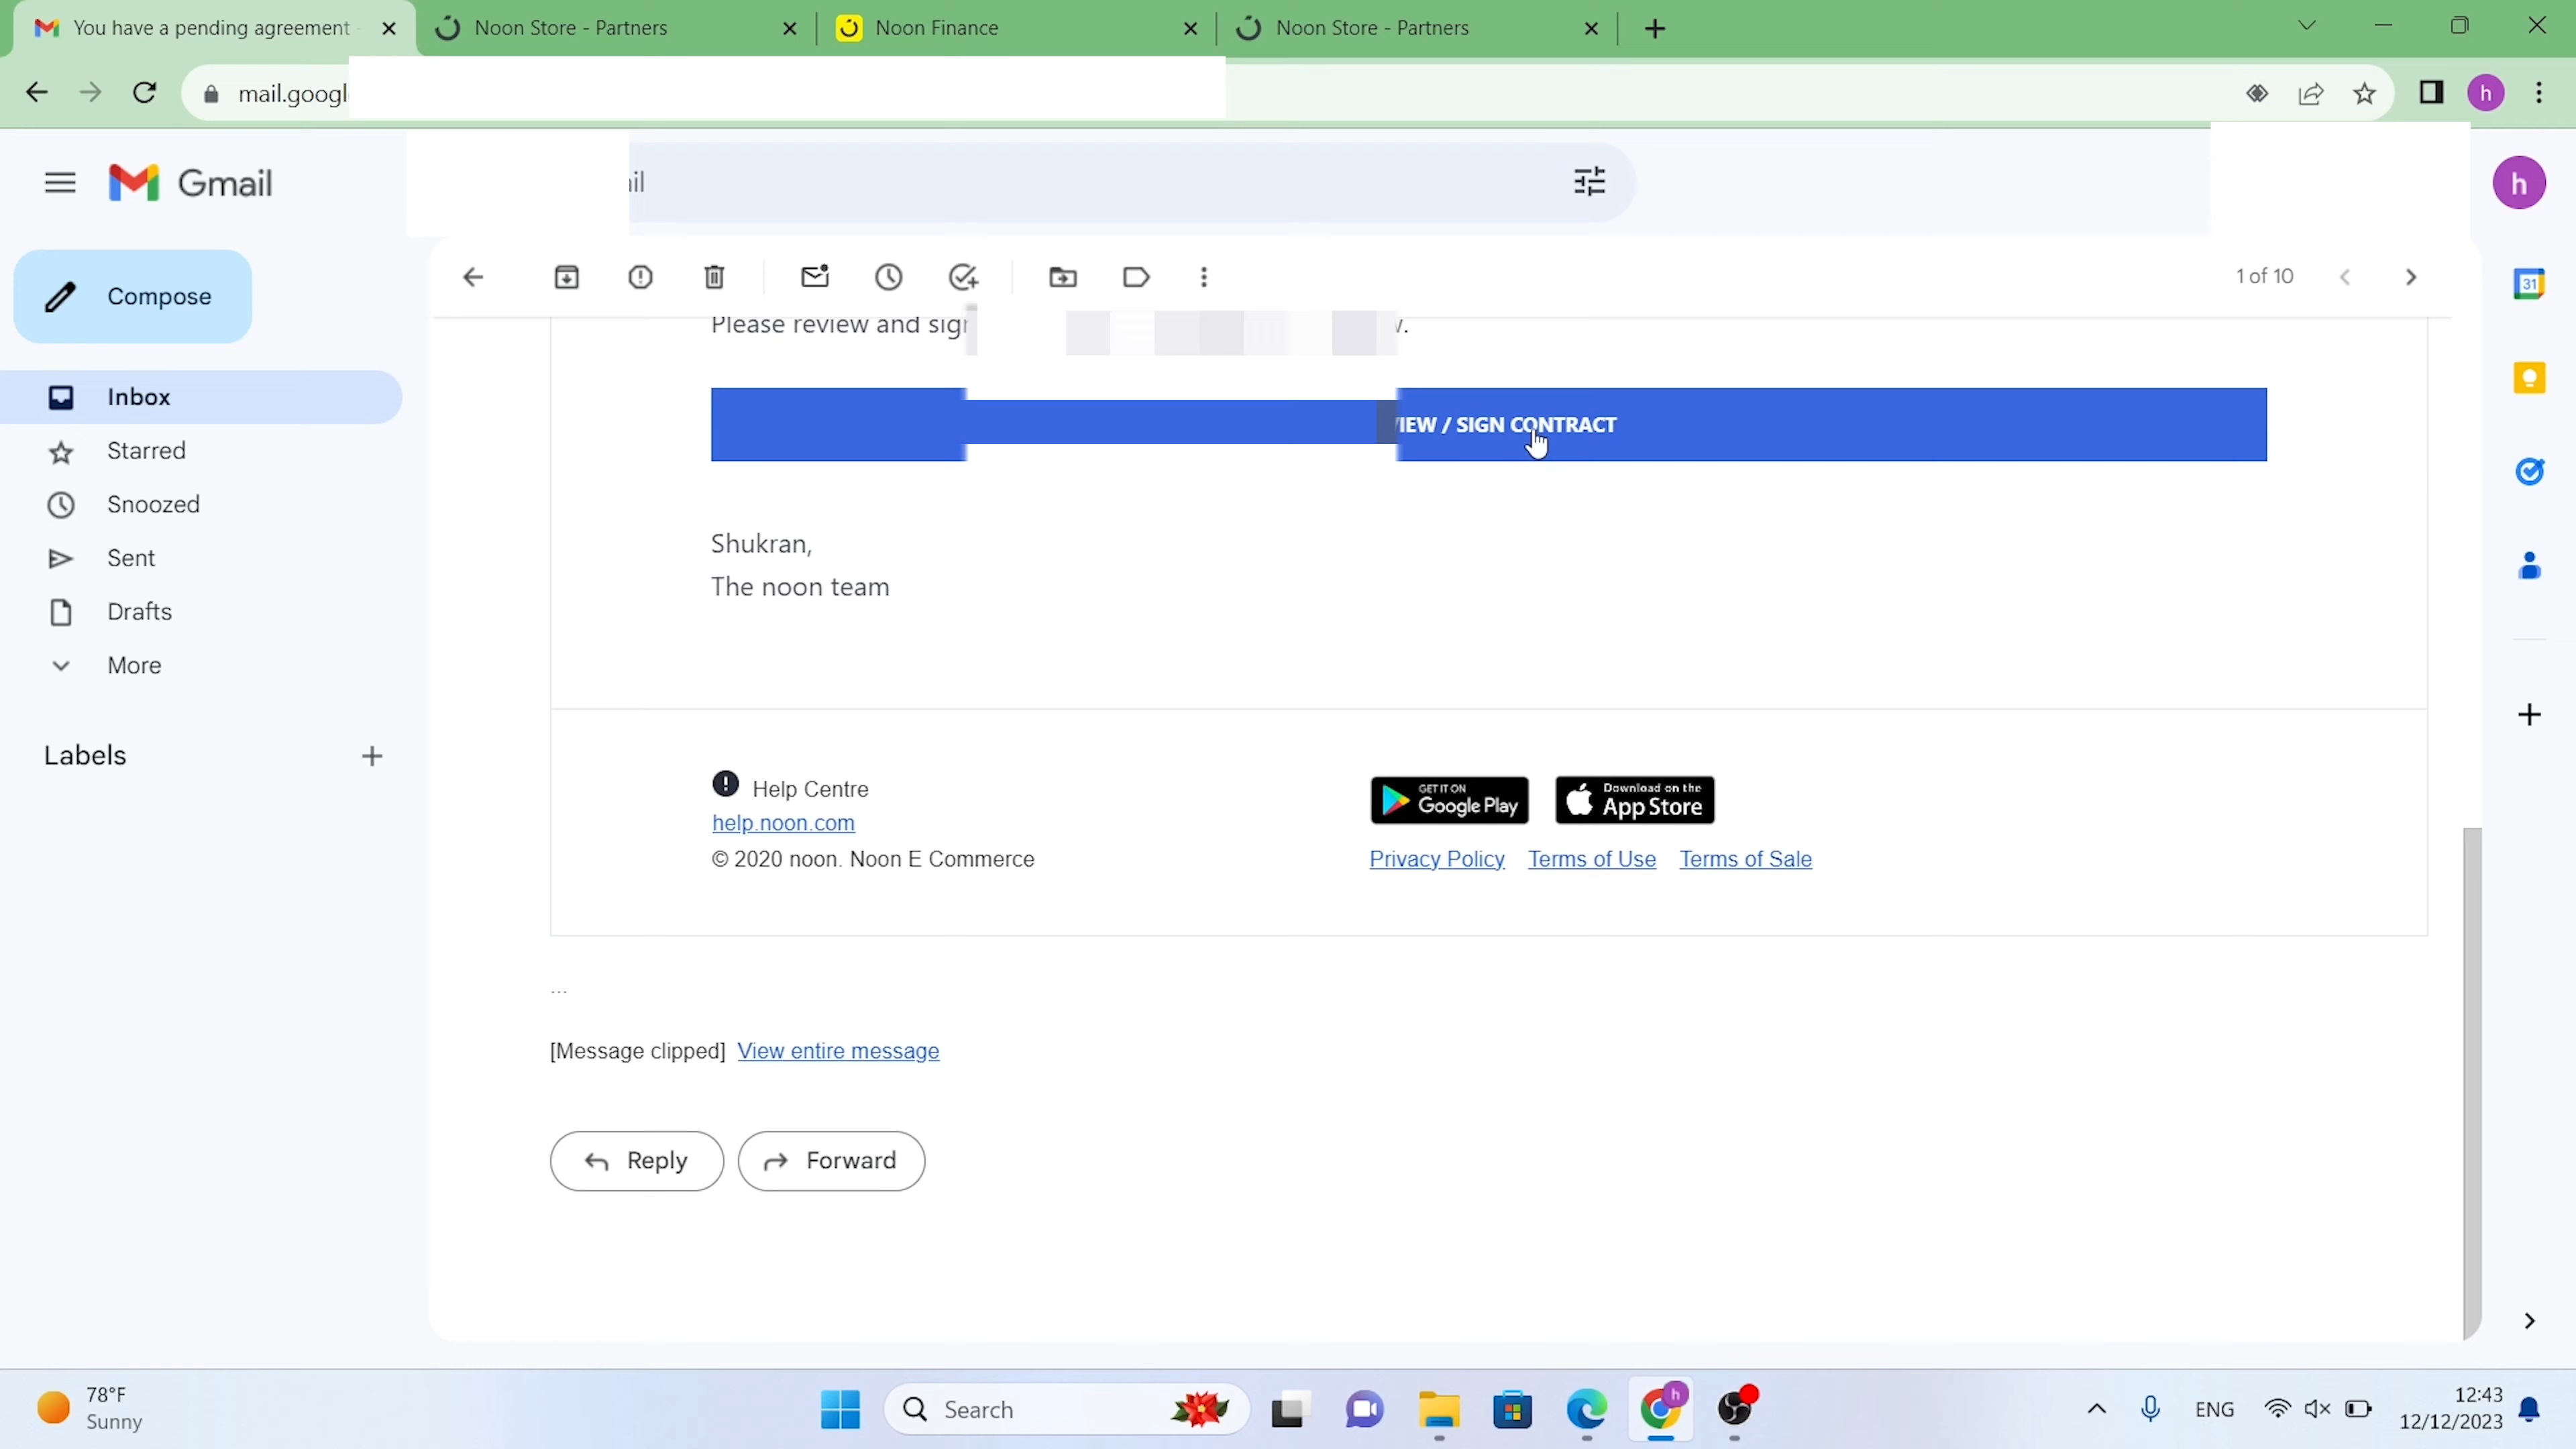 You have a pending agreement -
Noon Store - Partners
Noon Finance
Noon Store - Partners
mail.googl
h
Gmail
h
Compose
1 of 10
31
Please review and sign
Inbox
Starred
Snoozed
Sent
Drafts
More
Labels
VIEW / SIGN CONTRACT
Shukran,
The noon team
Help Centre
help.noon.com
© 2020 noon. Noon E Commerce
GET IT ON
Google Play
Download on the
App Store
Privacy Policy Terms of Use Terms of Sale
...
[Message clipped] View entire message
Reply
Forward
78°F
Sunny
Search
h
ENG
12:43
12/12/2023